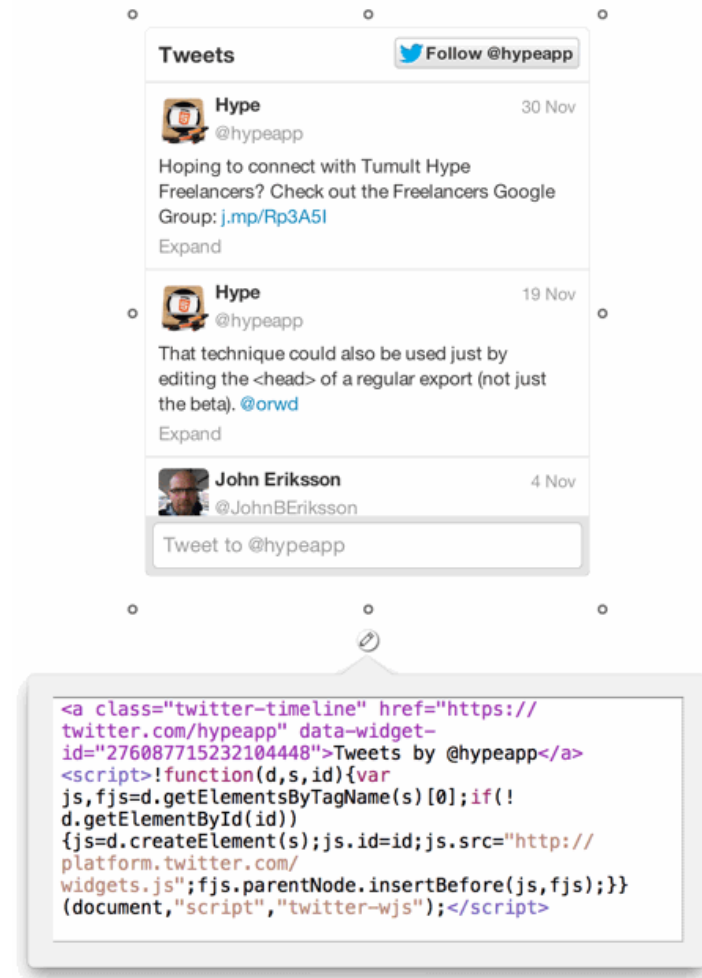 Tweets
Follow @hypeapp
Hype
30 Nov
@hypeapp
Hoping to connect with Tumult Hype
Freelancers? Check out the Freelancers Google
Group: j.mp/Rp3A5I
Expand
Hype
19 Nov
@hypeapp
That technique could also be used just by
editing the <head> of a regular export (not just
the beta). @orwd
Expand
John Eriksson
4 Nov
@JohnBEriksson
Tweet to @hypeapp
<a class="twitter-timeline" href="https://
twitter.com/hypeapp" data-widget-
id="276087715232104448">Tweets by @hypeapp</a>
<script>!function(d,s,id){var
js,fjs=d.getElementsByTagName(s)[0];if(!
d.getElementById(id))
{js=d.createElement(s);js.id=id;js.src="http://
platform.twitter.com/
widgets.js";fjs.parentNode.insertBefore(js,fjs);}}
(document,"script","twitter-wjs");</script>